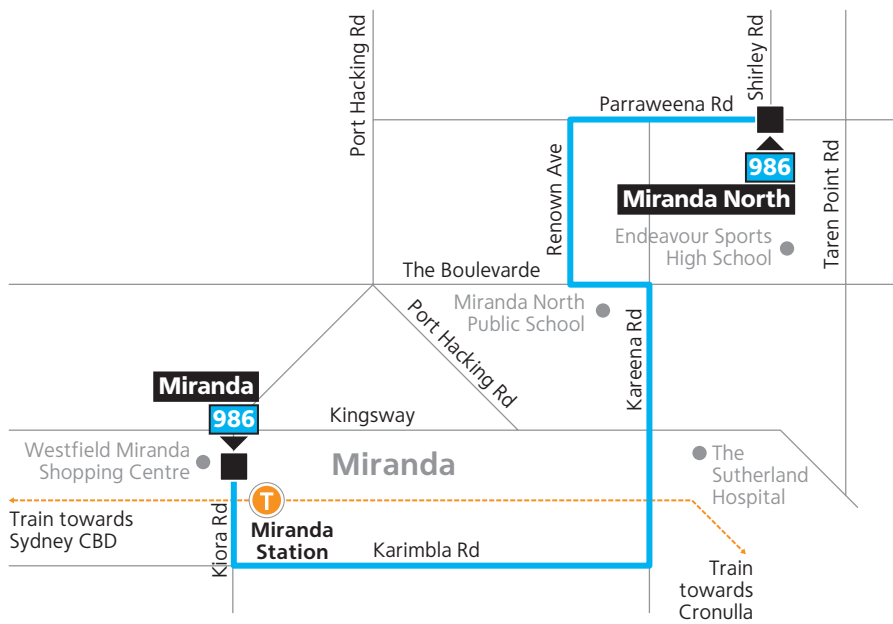 Port Hacking Rd
Shirley Rd
Parraweena Rd
Renown Ave
986
Miranda North
Taren Point Rd
Endeavour Sports
High School
The Boulevarde
Miranda North
Public School
Port Hacking Rd
Kareena Rd
Miranda
986
Kingsway
Westfield Miranda
Shopping Centre
Miranda
The
Sutherland
Hospital
T
Train towards
Sydney CBD
Kiora Rd
Miranda
Station
Karimbla Rd
Train
towards
Cronulla